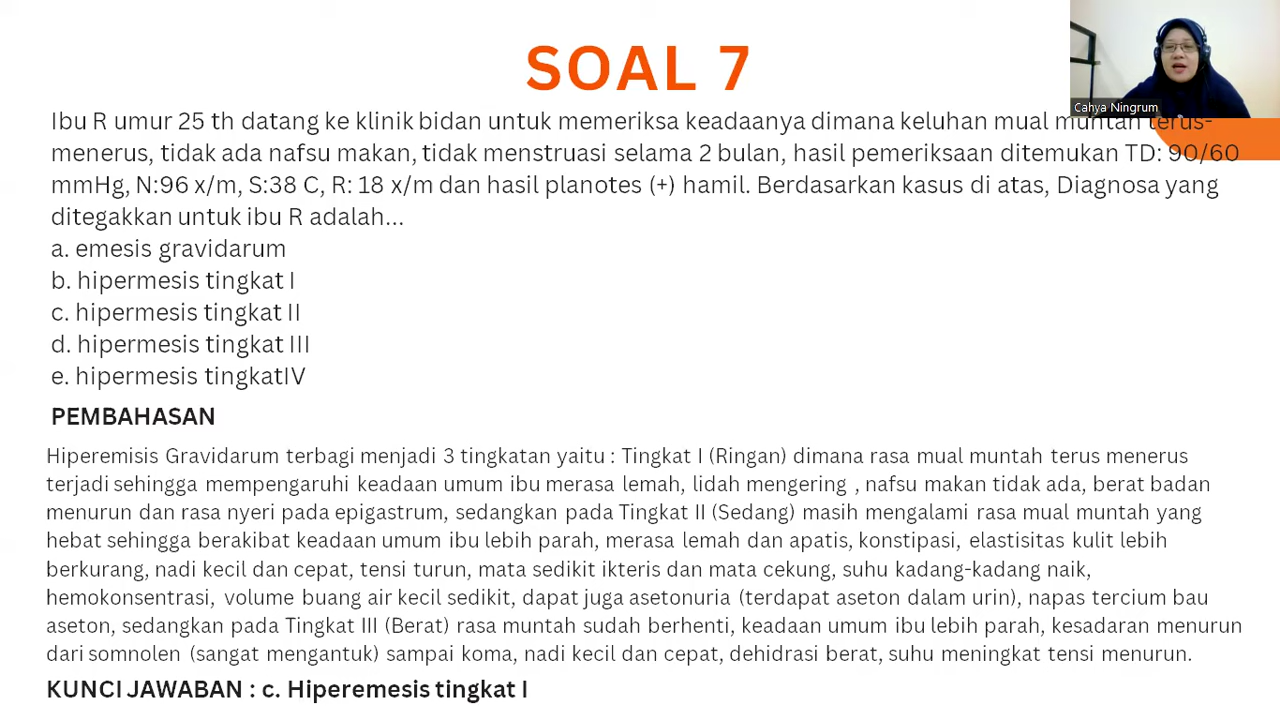 SOAL 7
Cahya Ningrum
Ibu R umur 25 th datang ke klinik bidan untuk memeriksa keadaanya dimana keluhan mual muntah terus-
menerus, tidak ada nafsu makan, tidak menstruasi selama 2 bulan, hasil pemeriksaan ditemukan TD: 90/60
mmHg, N:96 x/m, S:38 C, R: 18 x/m dan hasil planotes (+) hamil. Berdasarkan kasus di atas, Diagnosa yang
ditegakkan untuk ibu R adalah...
a. emesis gravidarum
b. hipermesis tingkat I
c. hipermesis tingkat II
d. hipermesis tingkat III
e. hipermesis tingkatIV
PEMBAHASAN
Hiperemisis Gravidarum terbagi menjadi 3 tingkatan yaitu : Tingkat I (Ringan) dimana rasa mual muntah terus menerus
terjadi sehingga mempengaruhi keadaan umum ibu merasa lemah, lidah mengering , nafsu makan tidak ada, berat badan
menurun dan rasa nyeri pada epigastrum, sedangkan pada Tingkat II (Sedang) masih mengalami rasa mual muntah yang
hebat sehingga berakibat keadaan umum ibu lebih parah, merasa lemah dan apatis, konstipasi, elastisitas kulit lebih
berkurang, nadi kecil dan cepat, tensi turun, mata sedikit ikteris dan mata cekung, suhu kadang-kadang naik,
hemokonsentrasi, volume buang air kecil sedikit, dapat juga asetonuria (terdapat aseton dalam urin), napas tercium bau
aseton, sedangkan pada Tingkat III (Berat) rasa muntah sudah berhenti, keadaan umum ibu lebih parah, kesadaran menurun
dari somnolen (sangat mengantuk) sampai koma, nadi kecil dan cepat, dehidrasi berat, suhu meningkat tensi menurun.
KUNCI JAWABAN : c. Hiperemesis tingkat I